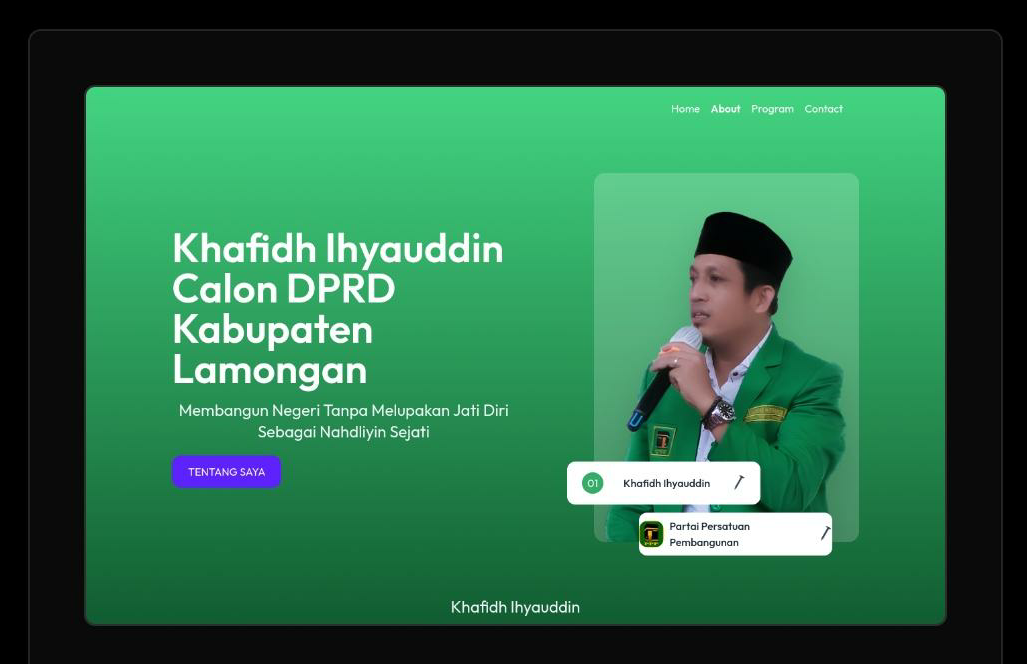 Home About Program Contact
Khafidh Ihyauddin
Calon DPRD
Kabupaten
Lamongan
Membangun Negeri Tanpa Melupakan Jati Diri
Sebagai Nahdliyin Sejati
TENTANG SAYA
01 Khafidh Ihyauddin
PPP
Partai Persatuan
Pembangunan
Khafidh Ihyauddin